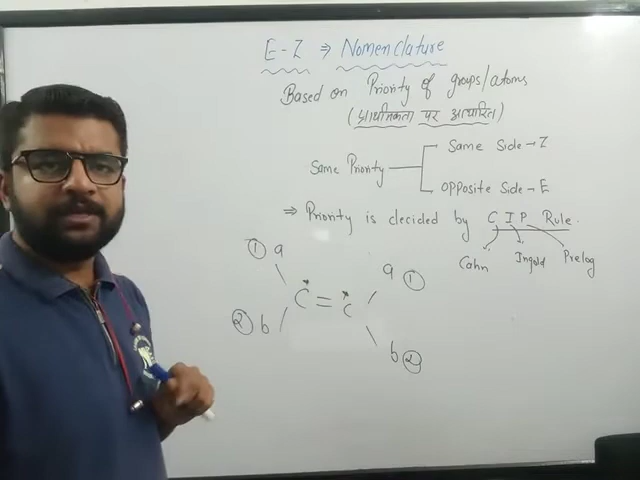 E-Z ⇒ Nomenclature
Based on Priority of groups/atoms
(प्राथमिकता पर आधारित)
Same Priority
Same Side → Z
Opposite Side → E
⇒ Priority is decided by C I P Rule.
Cahn Ingold Prelog
① a
a ①
C* = C*
② b
b ②